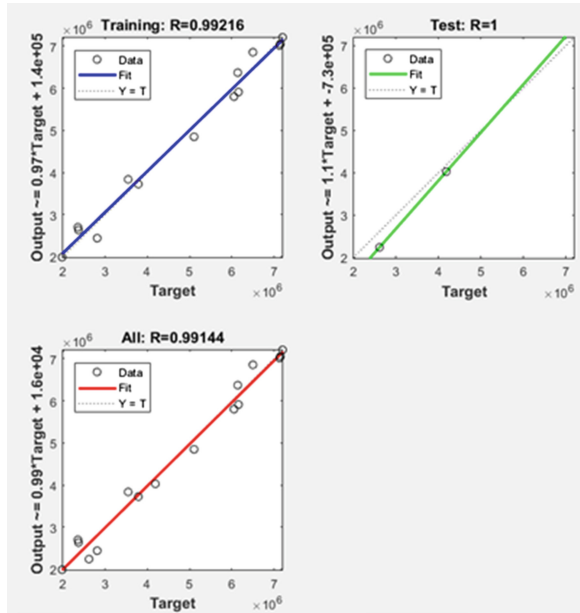 Training: R=0.99216
×10^6
7
6
5
4
3
2
Output ~= 0.97*Target + 1.4e+05
Data
Fit
Y = T
2 3 4 5 6 7
Target
×10^6
Test: R=1
×10^6
7
6
5
4
3
2
Output ~= 1.1*Target + -7.3e+05
Data
Fit
Y = T
2 3 4 5 6 7
Target
×10^6
All: R=0.99144
×10^6
7
6
5
4
3
2
Output ~= 0.99*Target + 1.6e+04
Data
Fit
Y = T
2 3 4 5 6 7
Target
×10^6